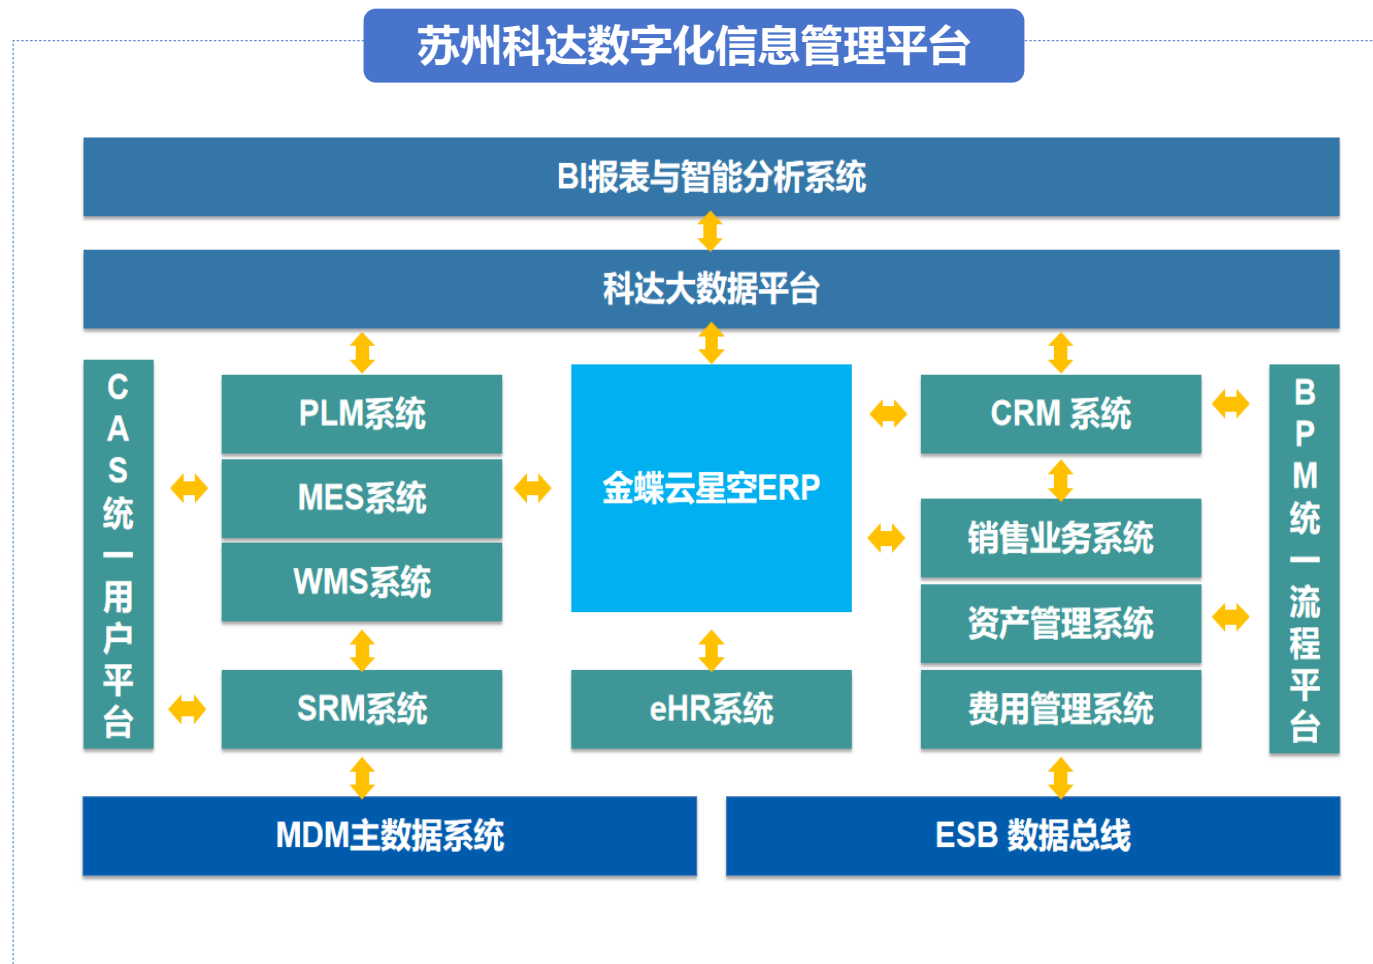 苏州科达数字化信息管理平台
BI报表与智能分析系统
科达大数据平台
CAS统一用户平台
PLM系统
MES系统
WMS系统
SRM系统
金蝶云星空ERP
eHR系统
CRM 系统
销售业务系统
资产管理系统
费用管理系统
BPM统一流程平台
MDM主数据系统
ESB 数据总线